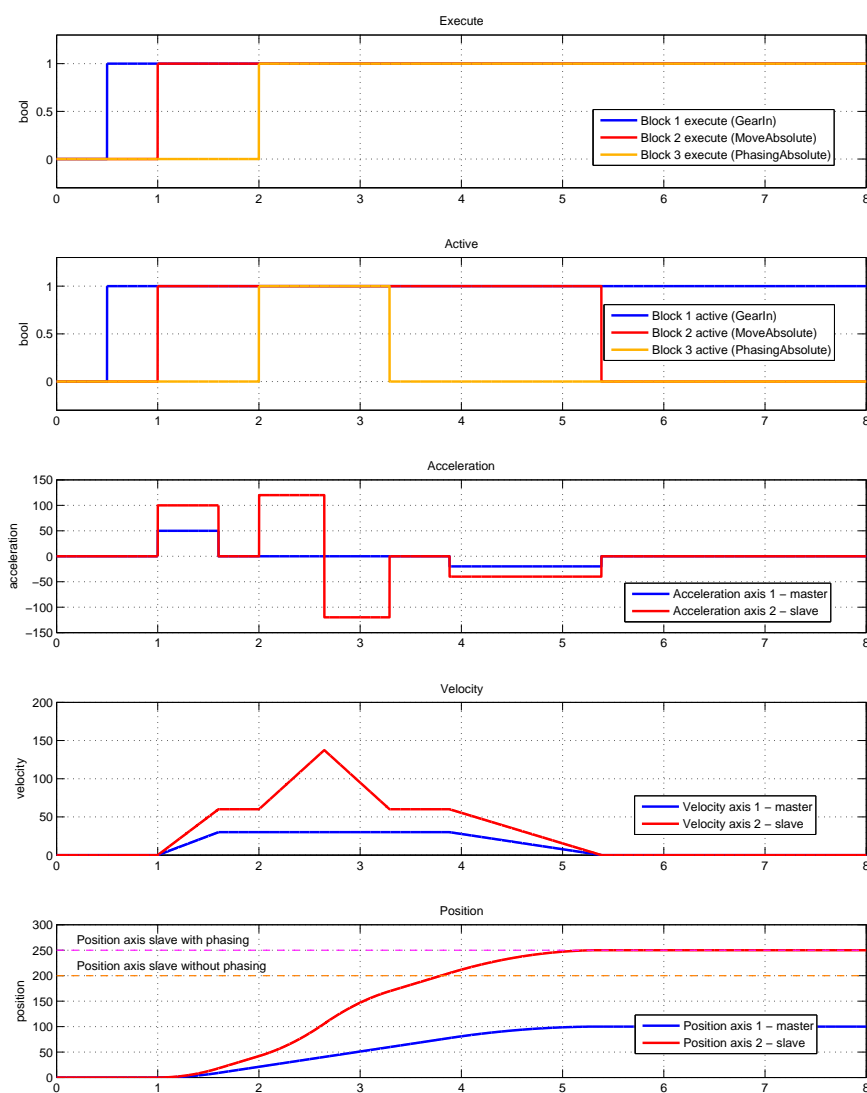 Execute
1
0.5
0
bool
Block 1 execute (GearIn)
Block 2 execute (MoveAbsolute)
Block 3 execute (PhasingAbsolute)
0 1 2 3 4 5 6 7 8
Active
1
0.5
0
bool
Block 1 active (GearIn)
Block 2 active (MoveAbsolute)
Block 3 active (PhasingAbsolute)
0 1 2 3 4 5 6 7 8
Acceleration
150
100
50
0
−50
−100
−150
acceleration
Acceleration axis 1 − master
Acceleration axis 2 − slave
0 1 2 3 4 5 6 7 8
Velocity
200
150
100
50
0
velocity
Velocity axis 1 − master
Velocity axis 2 − slave
0 1 2 3 4 5 6 7 8
Position
300
250
200
150
100
50
0
position
Position axis slave with phasing
Position axis slave without phasing
Position axis 1 − master
Position axis 2 − slave
0 1 2 3 4 5 6 7 8